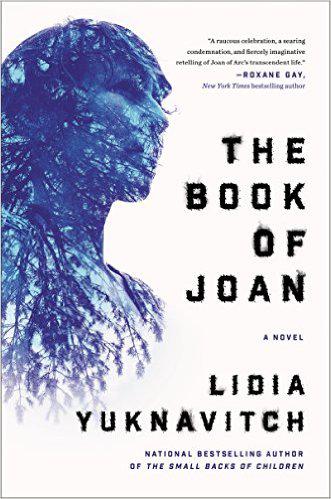 "A raucous celebration, a searing
condemnation, and fiercely imaginative
retelling of Joan of Arc's transcendent life."
—ROXANE GAY,
New York Times bestselling author
THE
BOOK
OF
JOAN
A NOVEL
LIDIA
YUKNAVITCH
NATIONAL BESTSELLING AUTHOR
OF THE SMALL BACKS OF CHILDREN